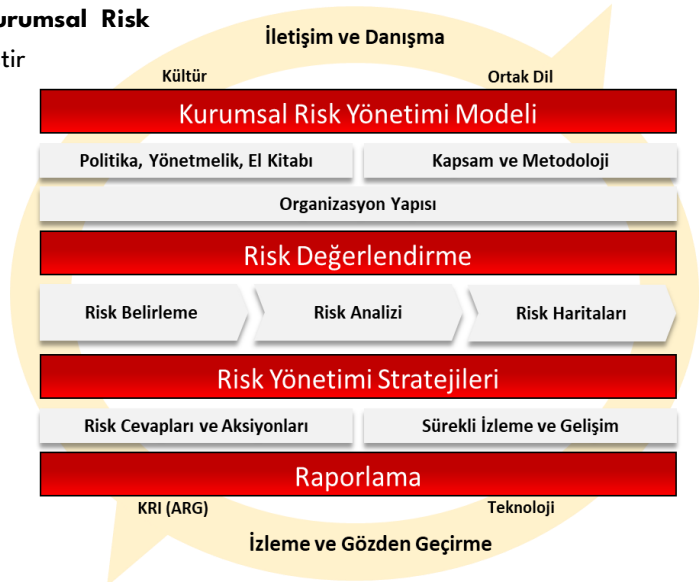 urumsal Risk
tir
İletişim ve Danışma
Kültür
Ortak Dil
Kurumsal Risk Yönetimi Modeli
Politika, Yönetmelik, El Kitabı
Kapsam ve Metodoloji
Organizasyon Yapısı
Risk Değerlendirme
Risk Belirleme
Risk Analizi
Risk Haritaları
Risk Yönetimi Stratejileri
Risk Cevapları ve Aksiyonları
Sürekli İzleme ve Gelişim
Raporlama
KRI (ARG)
Teknoloji
İzleme ve Gözden Geçirme